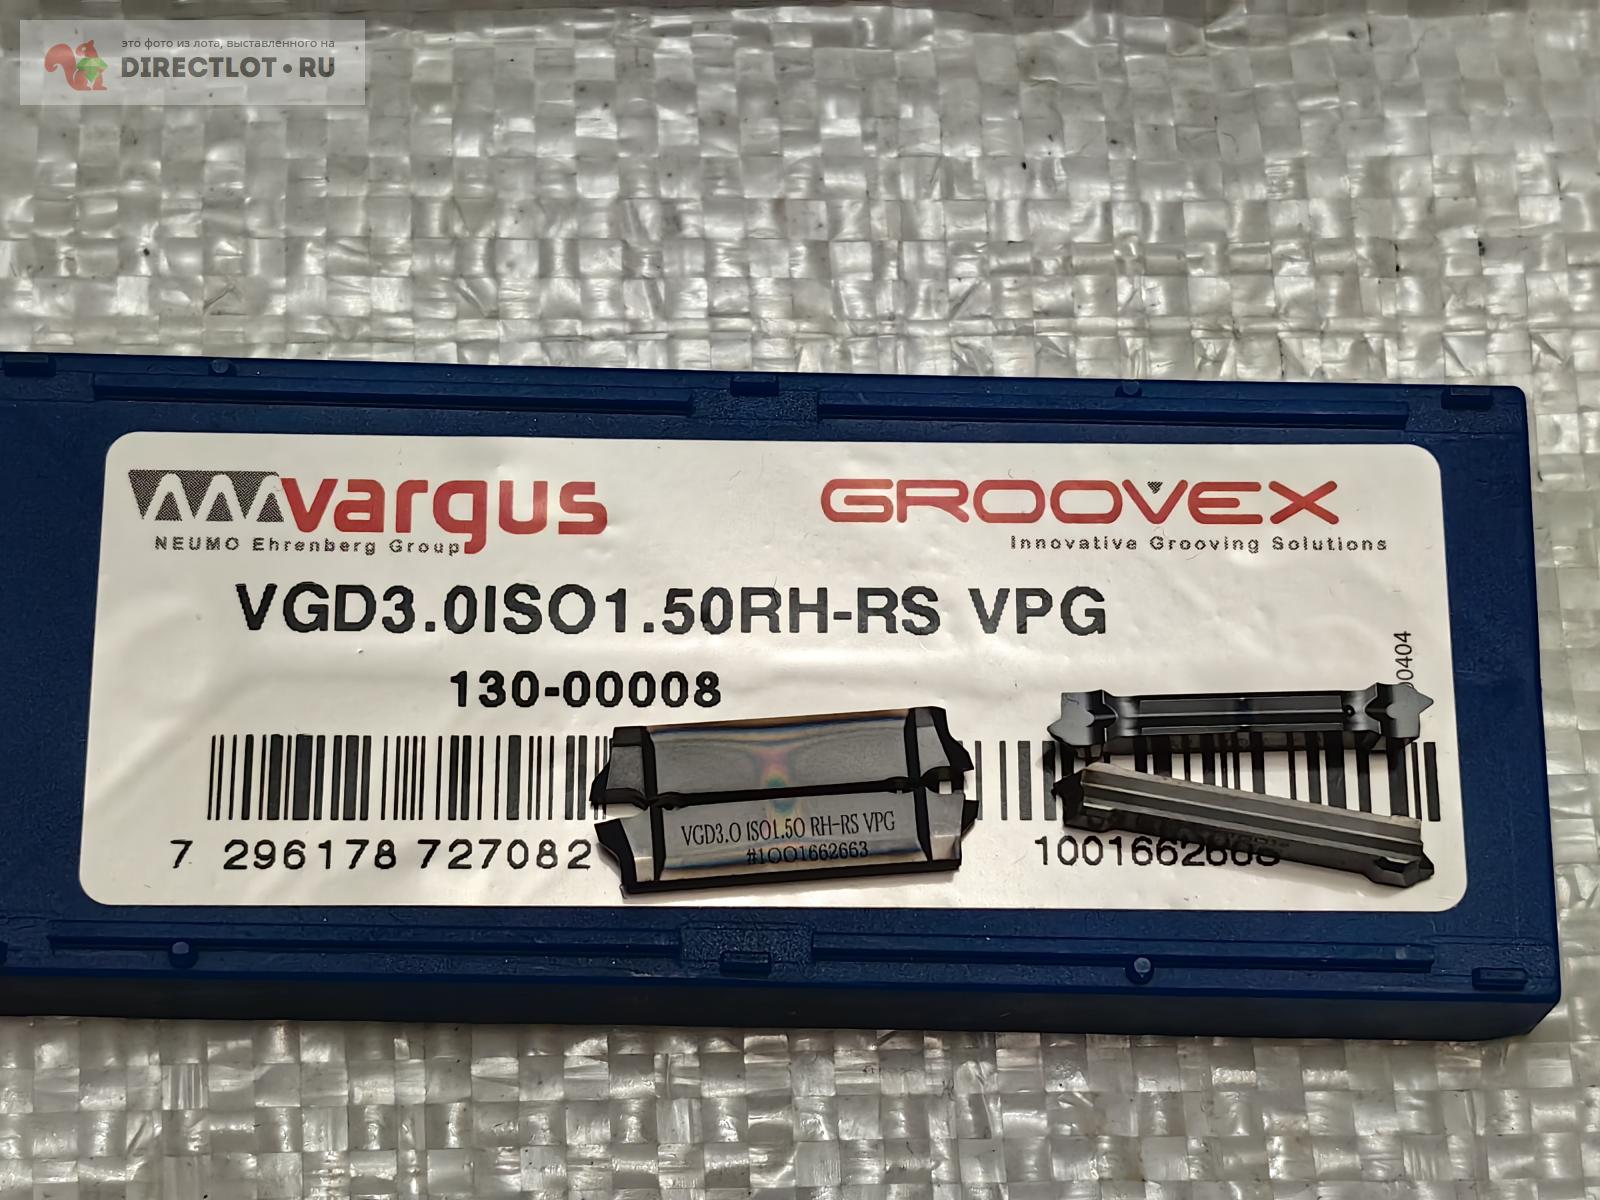 это фото из лота, выставленного на
DIRECTLOT•RU
vargus
NEUMO Ehrenberg Group
GROOVEX
Innovative Grooving Solutions
VGD3.0ISO1.50RH-RS VPG
130-00008
00404
VGD3.0 ISO1.50 RH-RS VPG
#1001662663
7 296178 727082